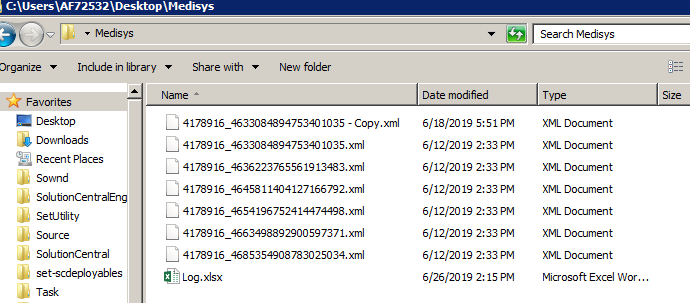 C:\Users\AF72532\Desktop\Medisys
Medisys
Search Medisys
Organize Include in library Share with New folder
Name Date modified Type Size
Favorites
Desktop
Downloads
Recent Places
Sownd
SolutionCentralEng
SetUtility
Source
SolutionCentral
set-scdeployables
Task
4178916_4633084894753401035 - Copy.xml 6/18/2019 5:51 PM XML Document
4178916_4633084894753401035.xml 6/12/2019 2:33 PM XML Document
4178916_4636223765561913483.xml 6/12/2019 2:33 PM XML Document
4178916_4645811404127166792.xml 6/12/2019 2:33 PM XML Document
4178916_4654196752414474498.xml 6/12/2019 2:33 PM XML Document
4178916_4663498892900597371.xml 6/12/2019 2:33 PM XML Document
4178916_4685354908783025034.xml 6/12/2019 2:33 PM XML Document
Log.xlsx 6/26/2019 2:15 PM Microsoft Excel Wor...